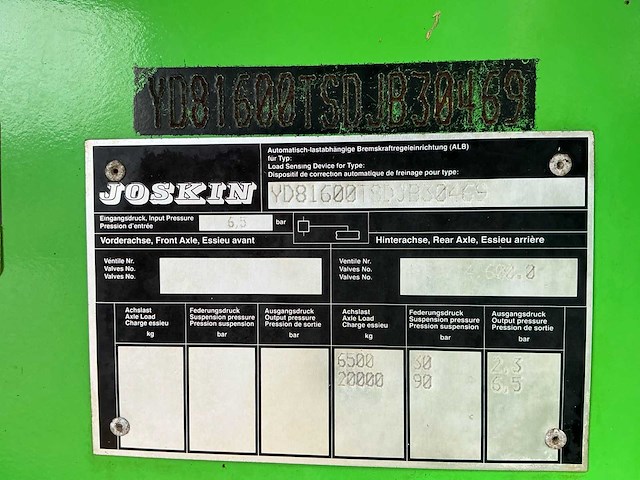 YD81600TSDJB30469
Automatisch-lastabhängige Bremskraftregeleinrichtung (ALB)
für Typ:
Load Sensing Device for Type:
Dispositif de correction automatique de freinage pour type:
JOSKIN
YD81600TSDJB30469
Eingangsdruck, Input Pressure
Pression d'entrée
6,5
bar
Vorderachse, Front Axle, Essieu avant
Hinterachse, Rear Axle, Essieu arrière
Ventile Nr.
Valves No.
Valves No.
Ventile Nr.
Valves No.
Valves No.
Achslast
Axle Load
Charge essieu
kg
Federungsdruck
Suspension pressure
Pression suspension
bar
Ausgangsdruck
Output pressure
Pression de sortie
bar
Achslast
Axle Load
Charge essieu
kg
Federungsdruck
Suspension pressure
Pression suspension
bar
Ausgangsdruck
Output pressure
Pression de sortie
bar
6500 30 2,3
20000 90 6,5